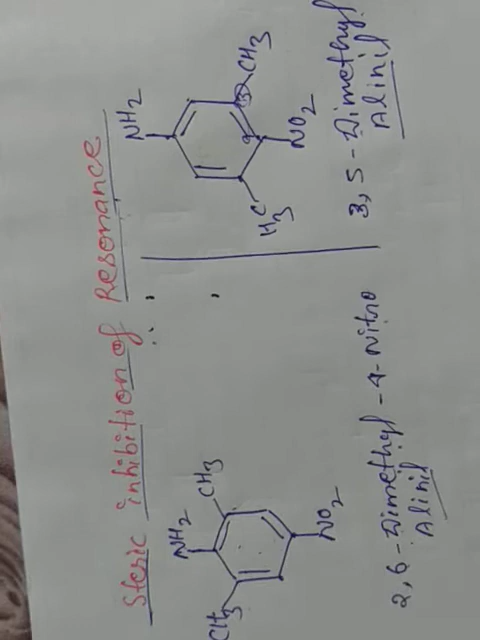 Steric inhibition of Resonance
NH2
CH3
CH3
NO2
2,6-Dimethyl-4-Nitro
Alinil
NH2
CH3
H3C
NO2
3,5-Dimethyl
Alinil